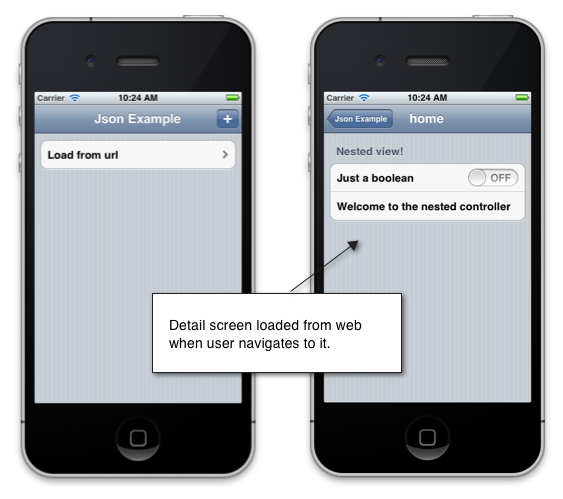 Carrier 10:24 AM
Json Example +
Load from url
Carrier 10:24 AM
Json Example home
Nested view!
Just a boolean OFF
Welcome to the nested controller
Detail screen loaded from web
when user navigates to it.